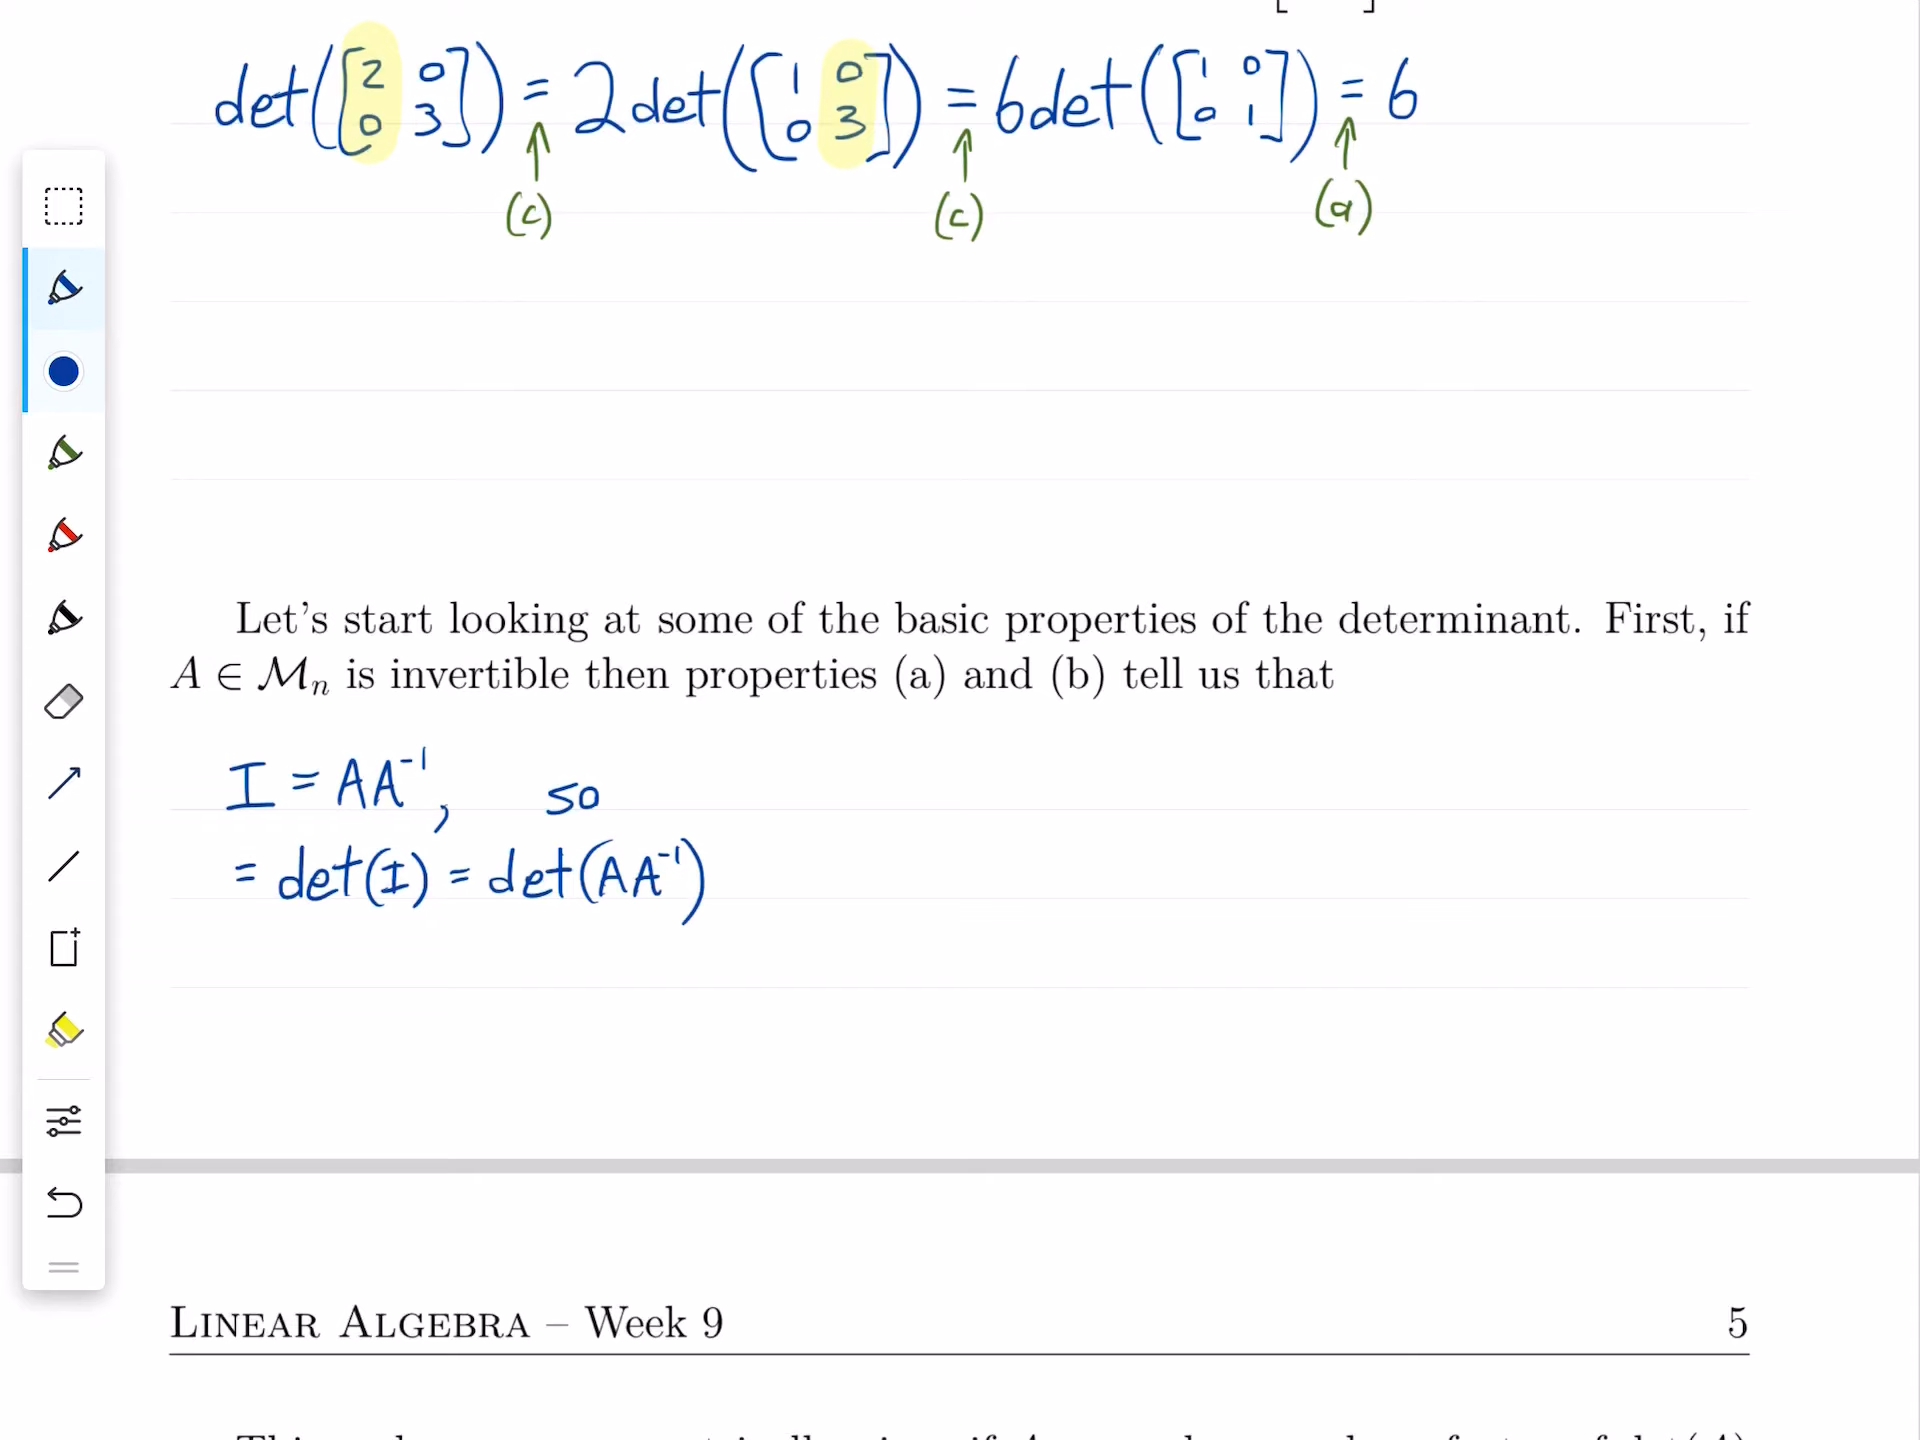 det([2 0 0 3]) = 2det([1 0 0 3]) = 6det([1 0 0 1]) = 6
(c) (c) (a)
Let's start looking at some of the basic properties of the determinant. First, if
A ∈ Mₙ is invertible then properties (a) and (b) tell us that
I = AA⁻¹, so
= det(I) = det(AA⁻¹)
LINEAR ALGEBRA – Week 9 5